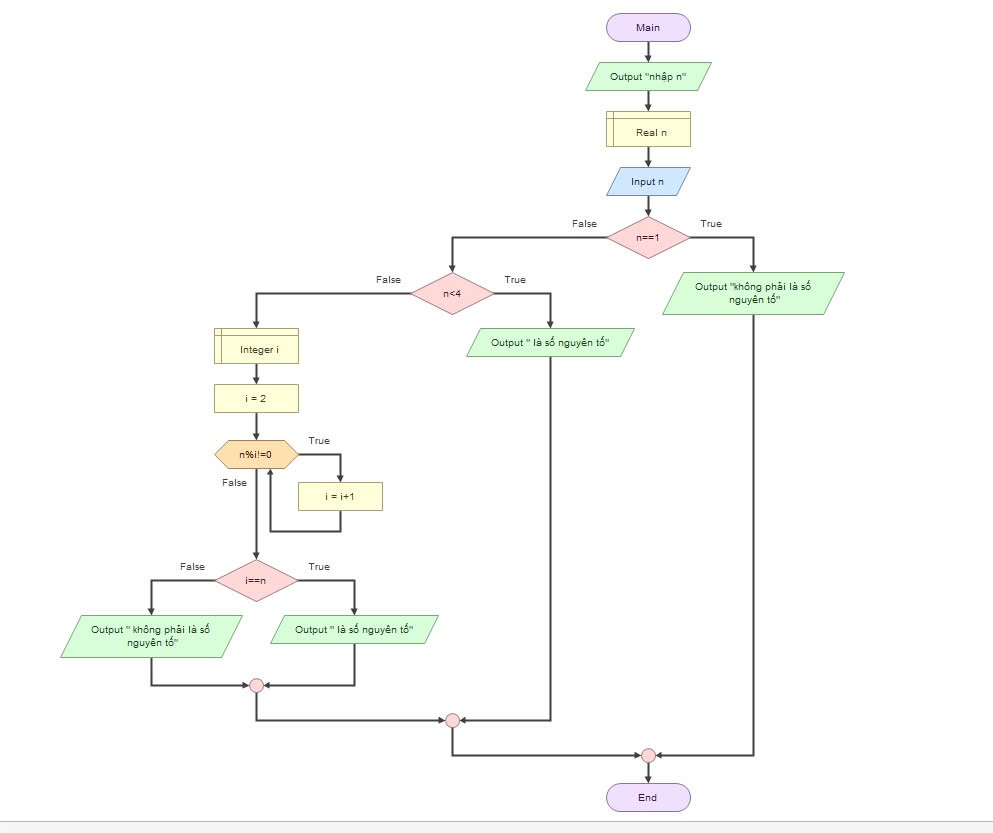 Main
Output "nhập n"
Real n
Input n
False
True
n==1
False
True
n<4
Output "không phải là số
nguyên tố"
Output " là số nguyên tố"
Integer i
i = 2
True
n%i!=0
False
i = i+1
False
True
i==n
Output " không phải là số
nguyên tố"
Output " là số nguyên tố"
End